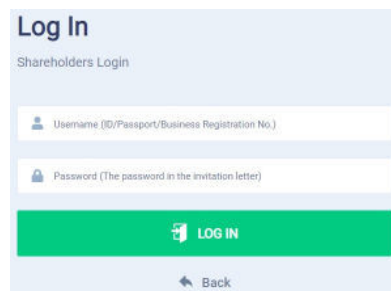 Log In
Shareholders Login
Username (ID/Passport/Business Registration No.)
Password (The password in the invitation letter)
LOG IN
Back